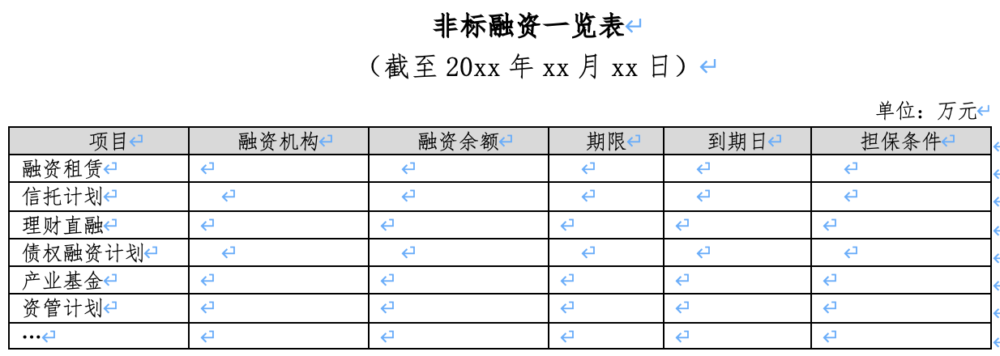 非标融资一览表
（截至 20xx 年 xx 月 xx 日）
单位：万元
项目 融资机构 融资余额 期限 到期日 担保条件
融资租赁
信托计划
理财直融
债权融资计划
产业基金
资管计划
…